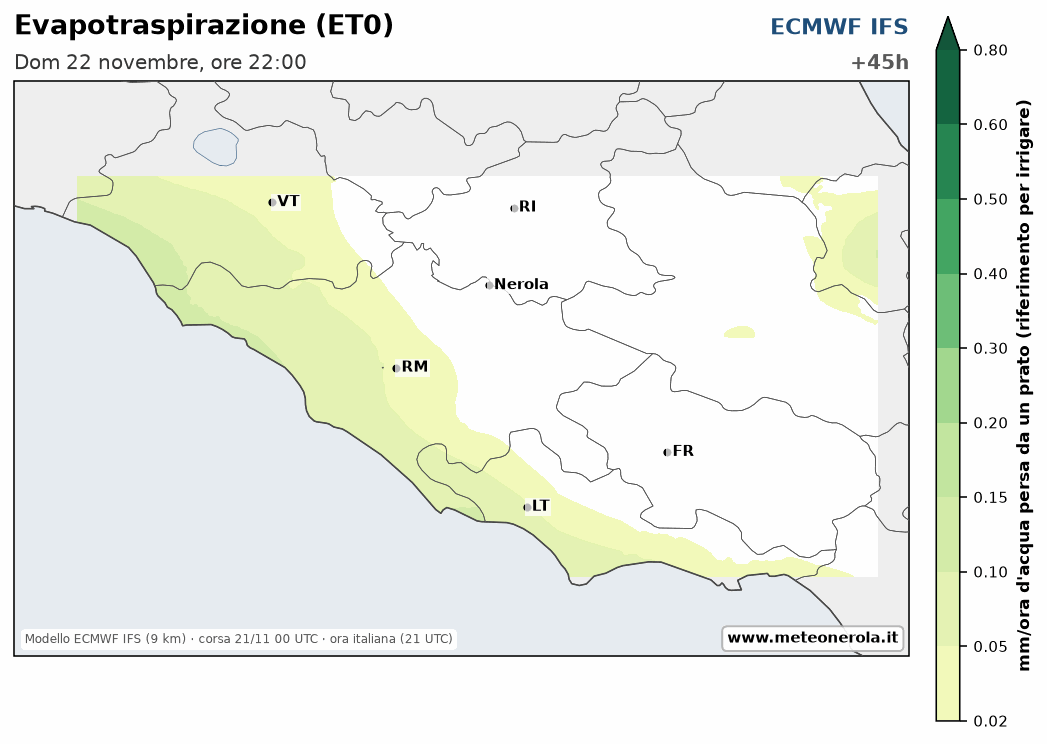 Evapotraspirazione (ET0)
ECMWF IFS
Dom 22 novembre, ore 22:00
+45h
VT
RI
Nerola
RM
FR
LT
Modello ECMWF IFS (9 km) · corsa 21/11 00 UTC · ora italiana (21 UTC)
www.meteonerola.it
0.80
0.60
0.50
0.40
0.30
0.20
0.15
0.10
0.05
0.02
mm/ora d'acqua persa da un prato (riferimento per irrigare)